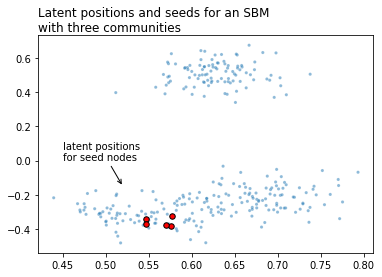 Latent positions and seeds for an SBM
with three communities
0.6
0.4
0.2
0.0
−0.2
−0.4
latent positions
for seed nodes
0.45 0.50 0.55 0.60 0.65 0.70 0.75 0.80